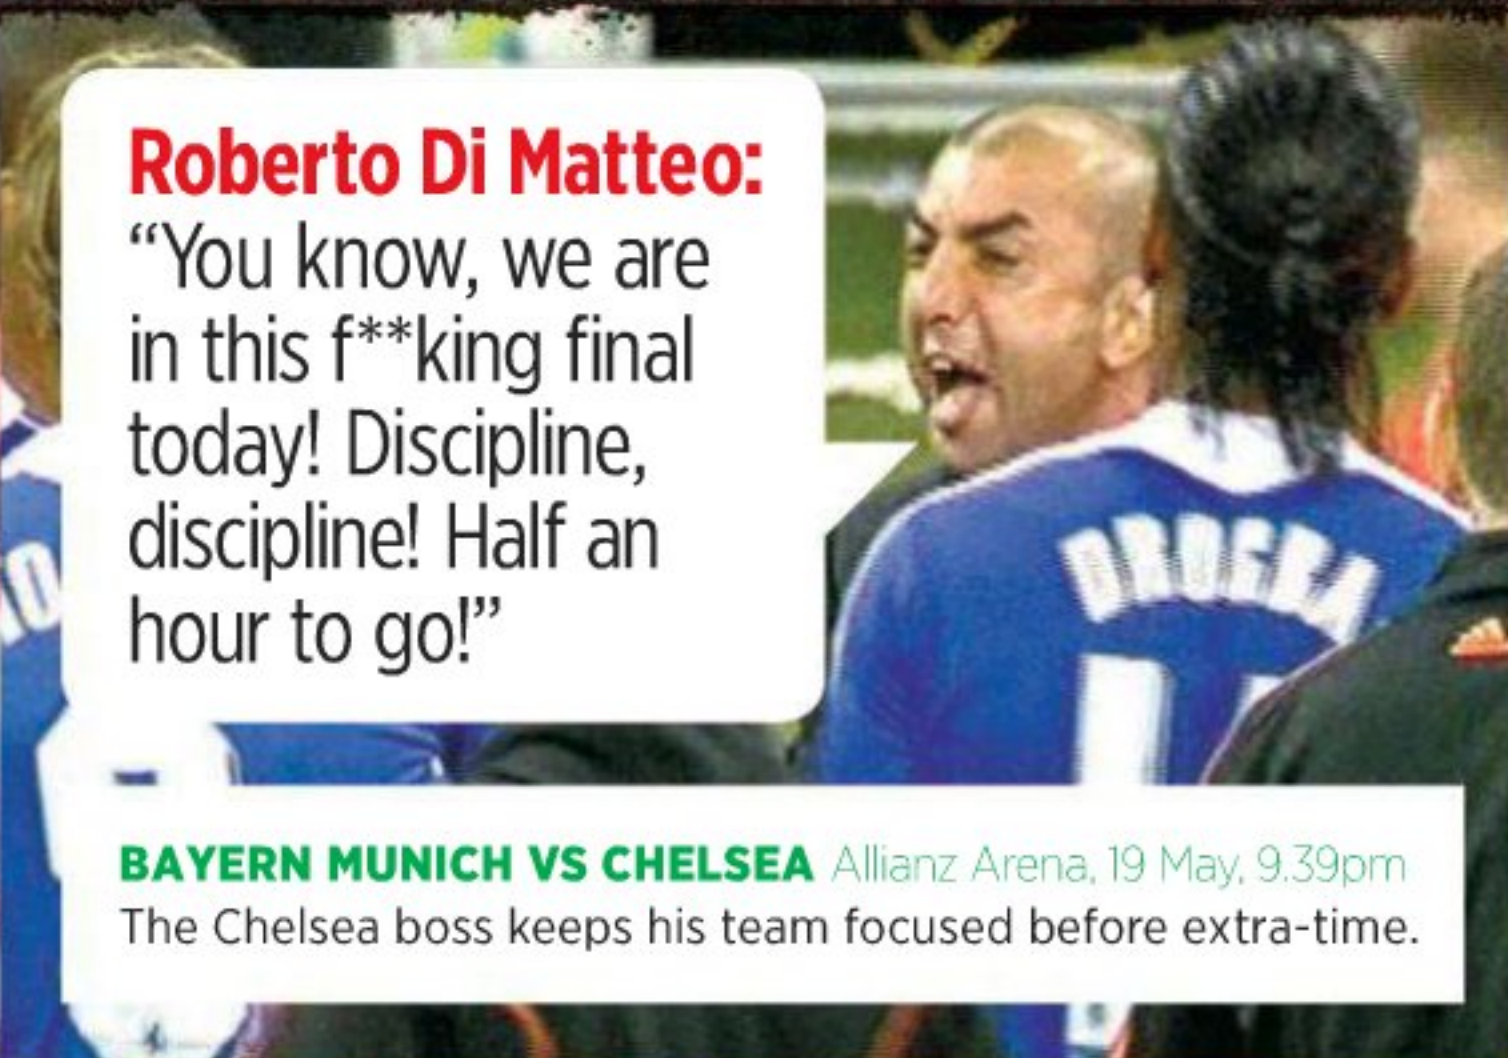 Roberto Di Matteo:
“You know, we are
in this f**king final
today! Discipline,
discipline! Half an
hour to go!”
DROGBA
BAYERN MUNICH VS CHELSEA Allianz Arena, 19 May, 9.39pm
The Chelsea boss keeps his team focused before extra-time.